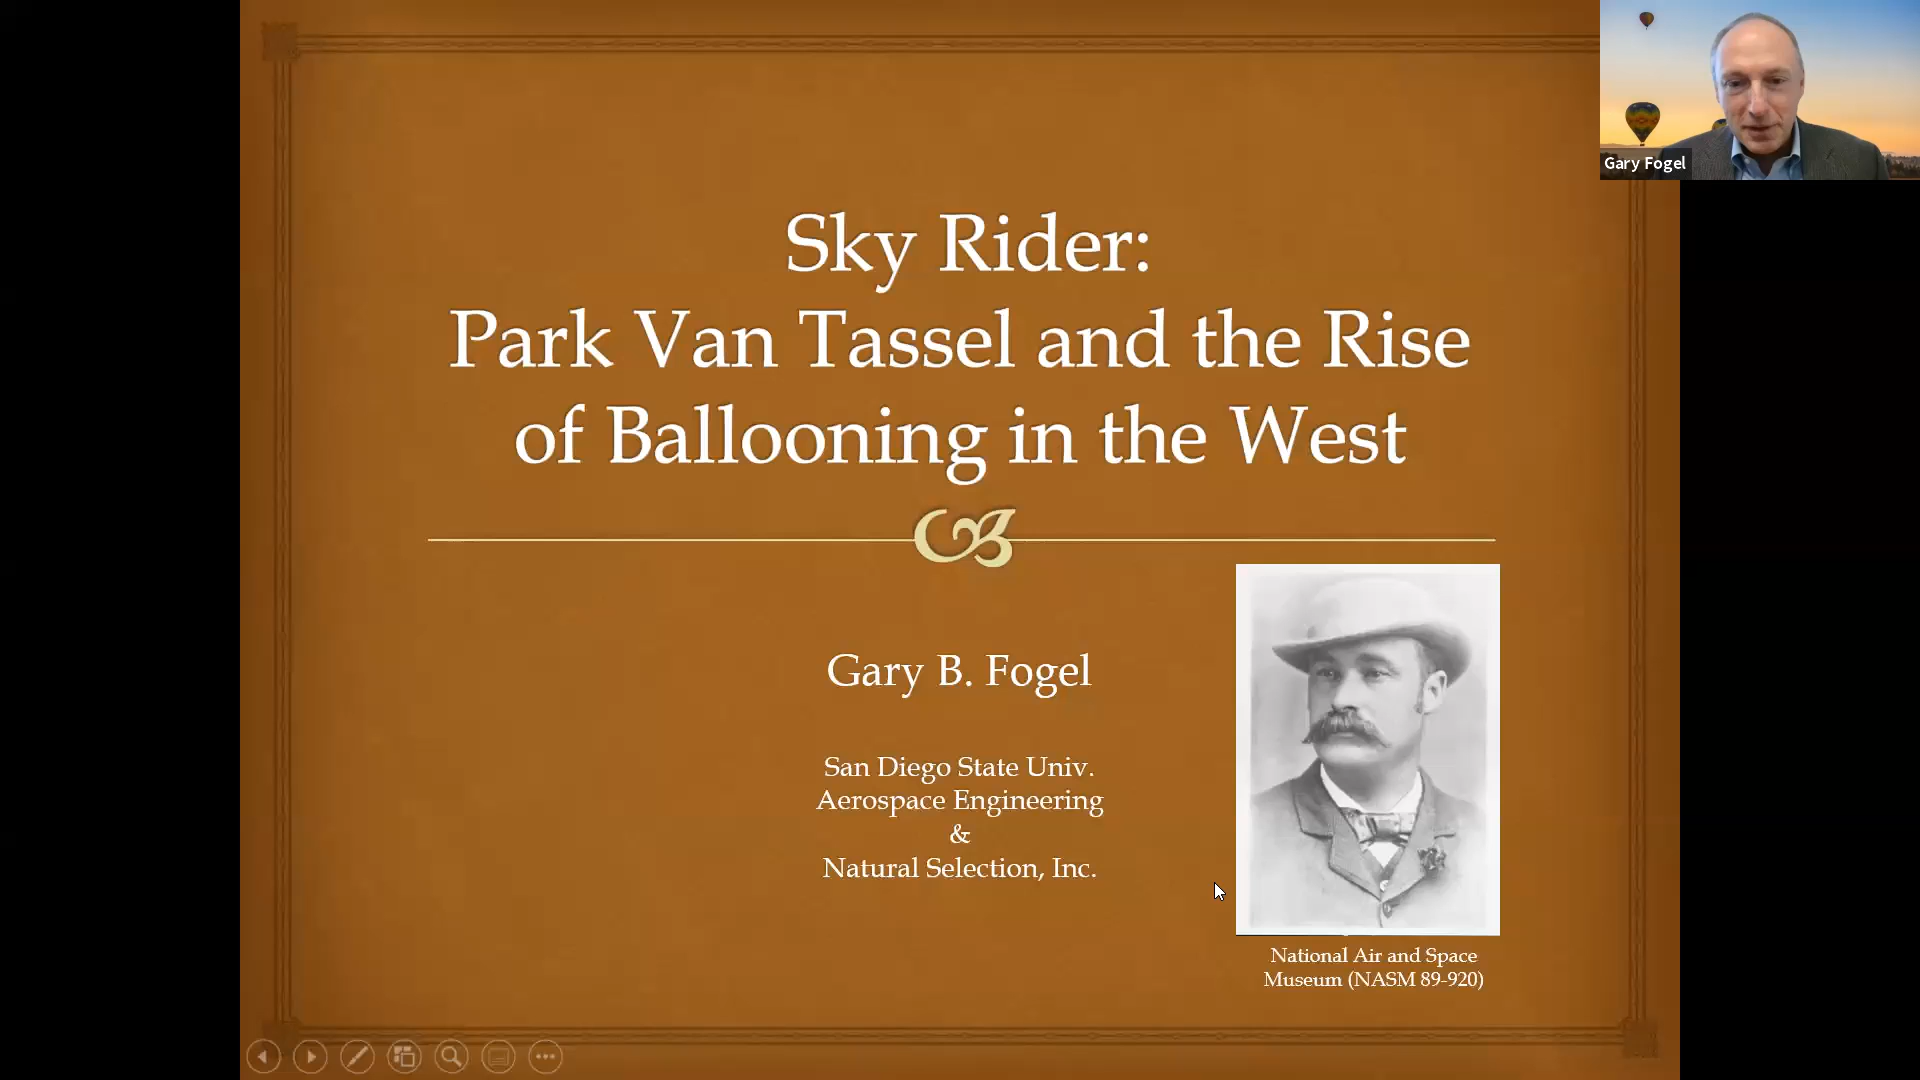 Sky Rider:
Park Van Tassel and the Rise
of Ballooning in the West
Gary B. Fogel
San Diego State Univ.
Aerospace Engineering
&
Natural Selection, Inc.
National Air and Space
Museum (NASM 89-920)
Gary Fogel